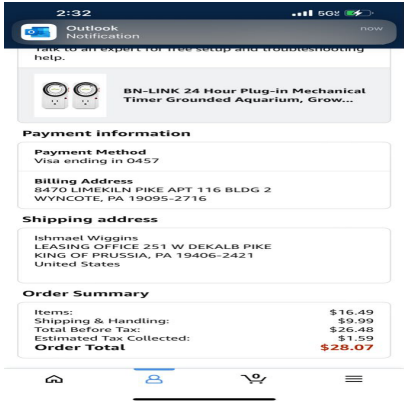 2:32
5G
Outlook
now
Notification
Talk to an expert for free setup and troubleshooting
help.
BN-LINK 24 Hour Plug-in Mechanical
Timer Grounded Aquarium, Grow...
Payment information
Payment Method
Visa ending in 0457
Billing Address
8470 LIMEKILN PIKE APT 116 BLDG 2
WYNCOTE, PA 19095-2716
Shipping address
Ishmael Wiggins
LEASING OFFICE 251 W DEKALB PIKE
KING OF PRUSSIA, PA 19406-2421
United States
Order Summary
Items: $16.49
Shipping & Handling: $9.99
Total Before Tax: $26.48
Estimated Tax Collected: $1.59
Order Total $28.07
0